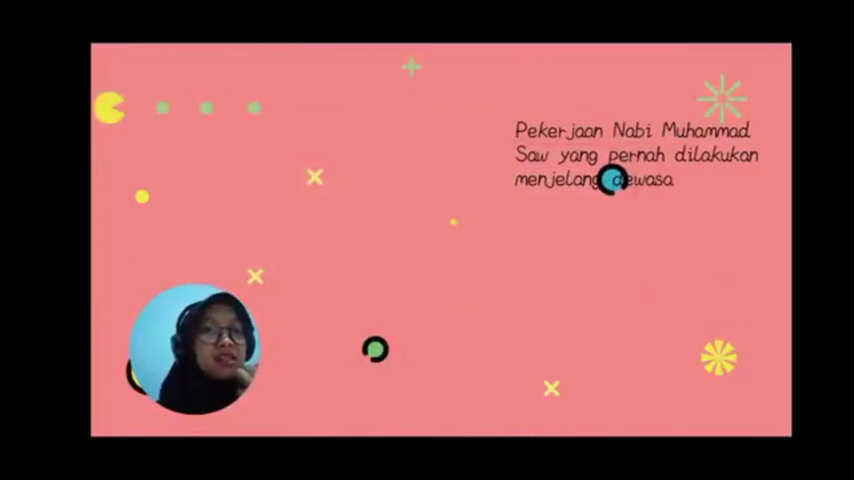 Pekerjaan Nabi Muhammad
Saw yang pernah dilakukan
menjelang dewasa